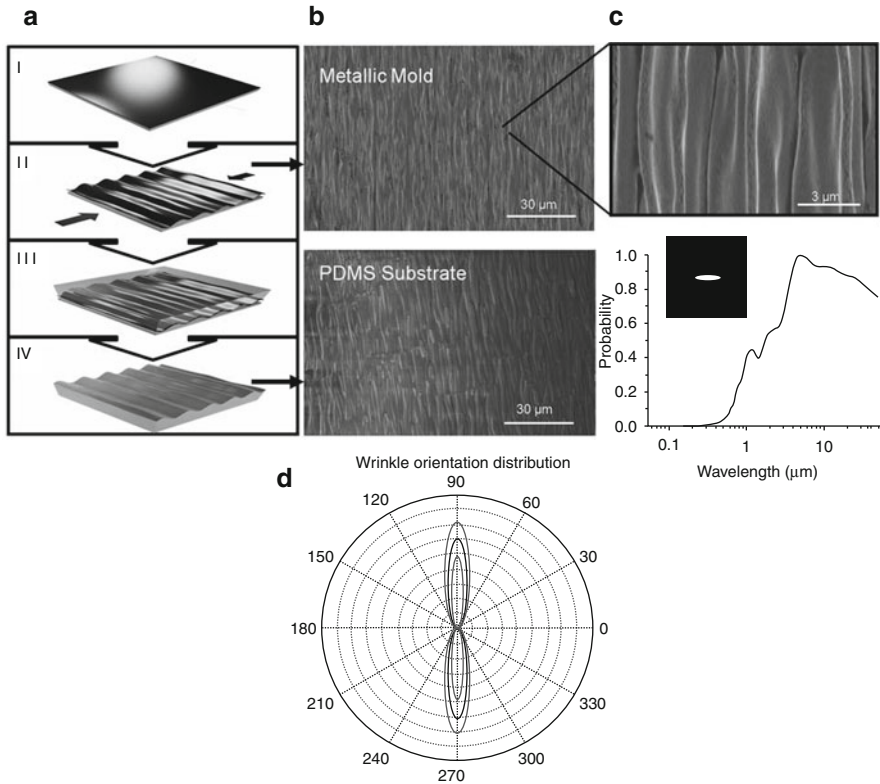 a
b
c
I
II
III
IV
Metallic Mold
30 µm
PDMS Substrate
30 µm
3 µm
1.0
0.8
0.6
0.4
0.2
0.0
Probability
0.1
1
10
Wavelength (µm)
d
Wrinkle orientation distribution
90
120
60
150
30
180
0
210
330
240
300
270